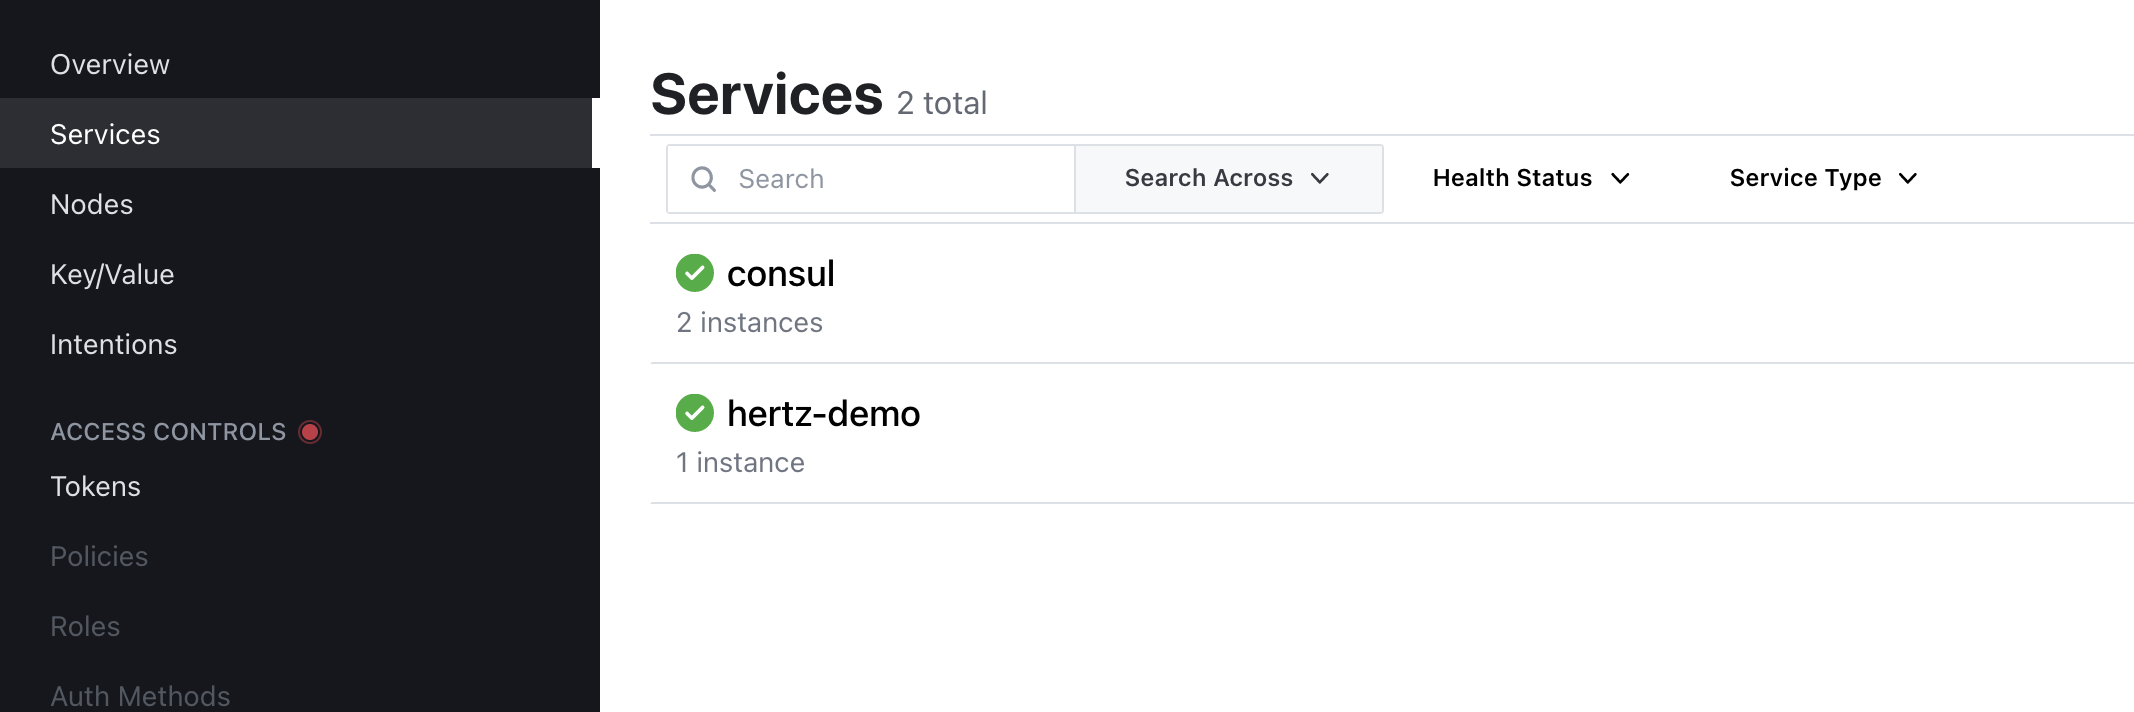 Overview
Services
Nodes
Key/Value
Intentions
ACCESS CONTROLS
Tokens
Policies
Roles
Auth Methods
Services 2 total
Search Search Across Health Status Service Type
consul
2 instances
hertz-demo
1 instance